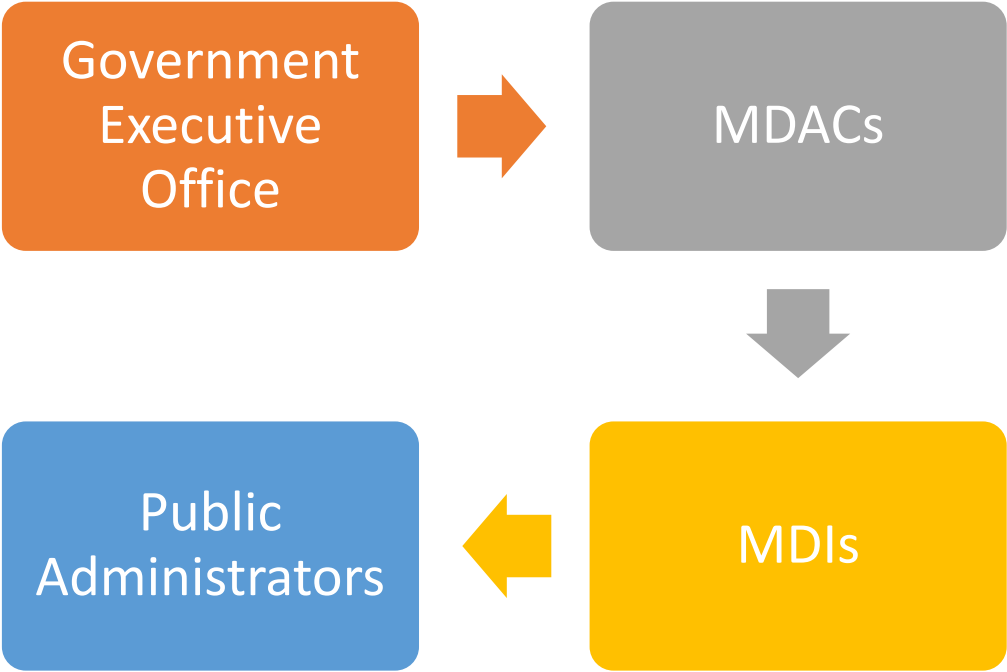 Government
Executive
Office
MDACs
Public
Administrators
MDIs